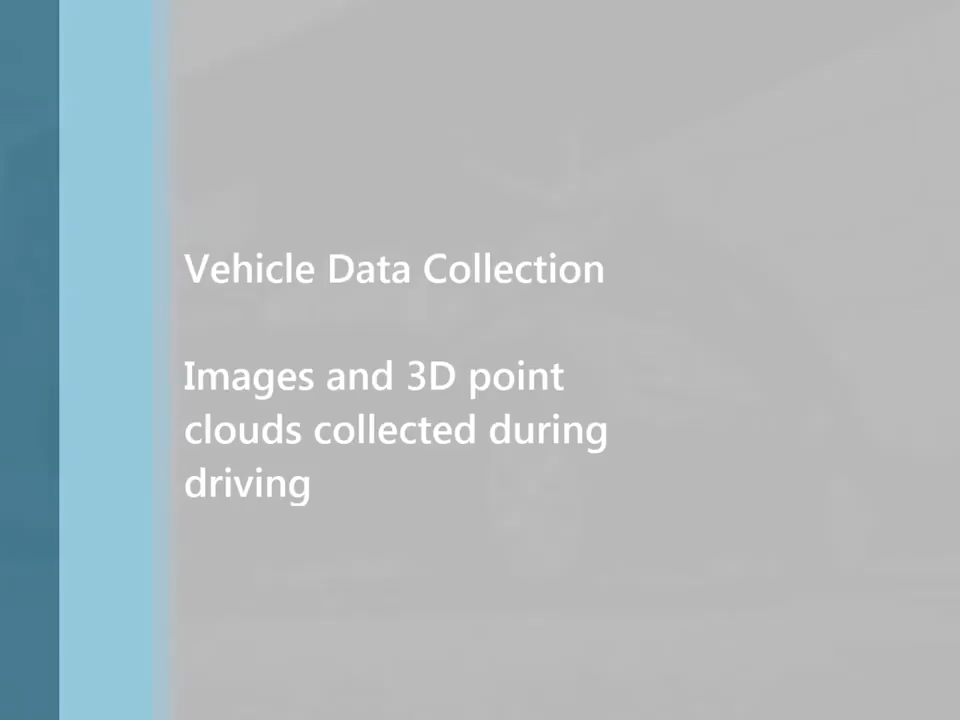 Vehicle Data Collection
Images and 3D point
clouds collected during
driving